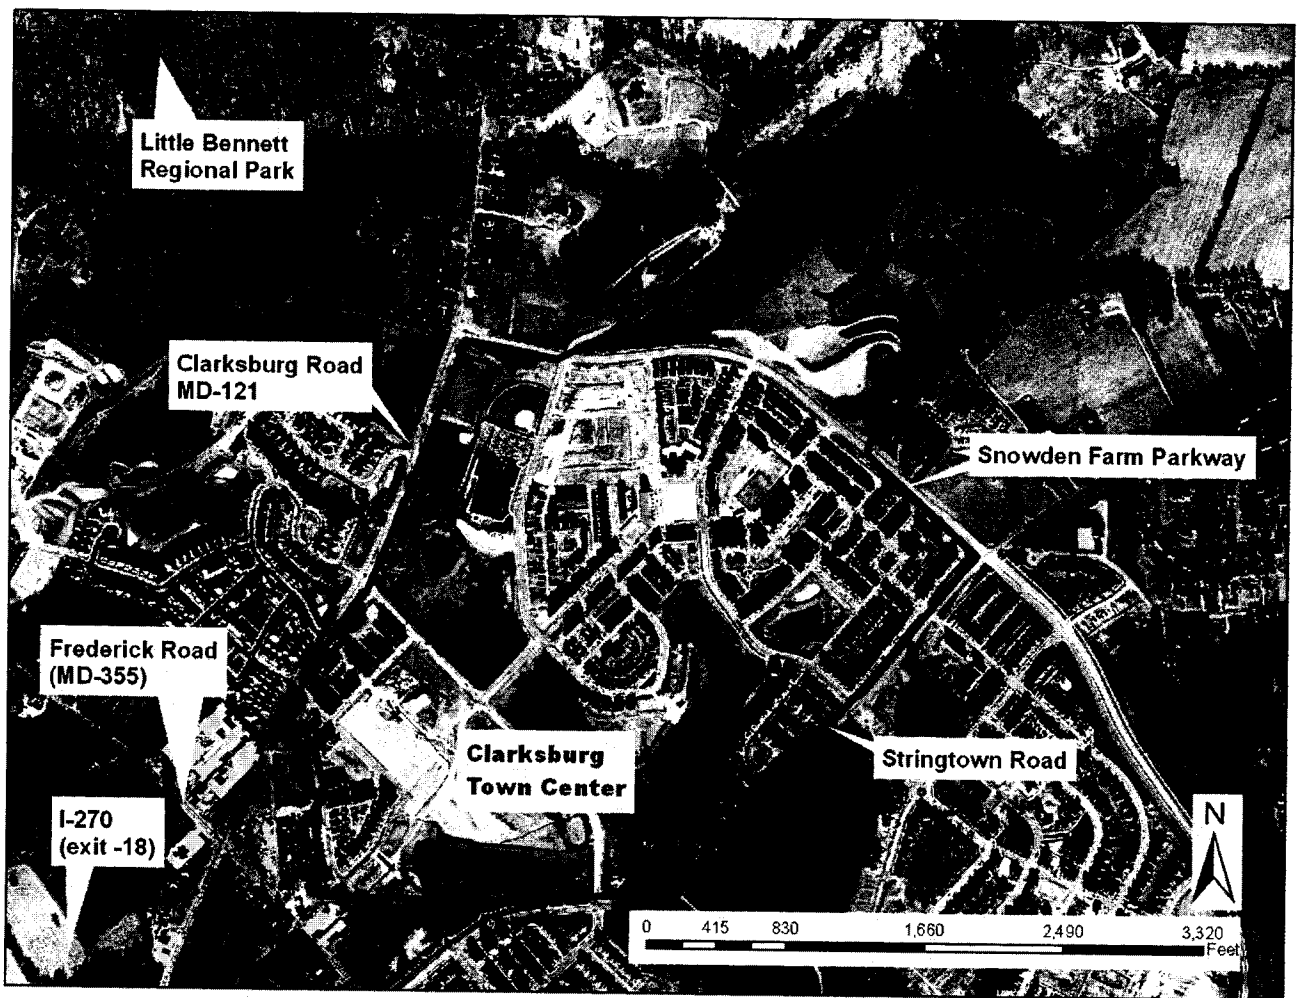 Little Bennett
Regional Park
Clarksburg Road
MD-121
Snowden Farm Parkway
Frederick Road
(MD-355)
Clarksburg
Town Center
Stringtown Road
I-270
(exit -18)
N
0 415 830 1,660 2,490 3,320
Feet